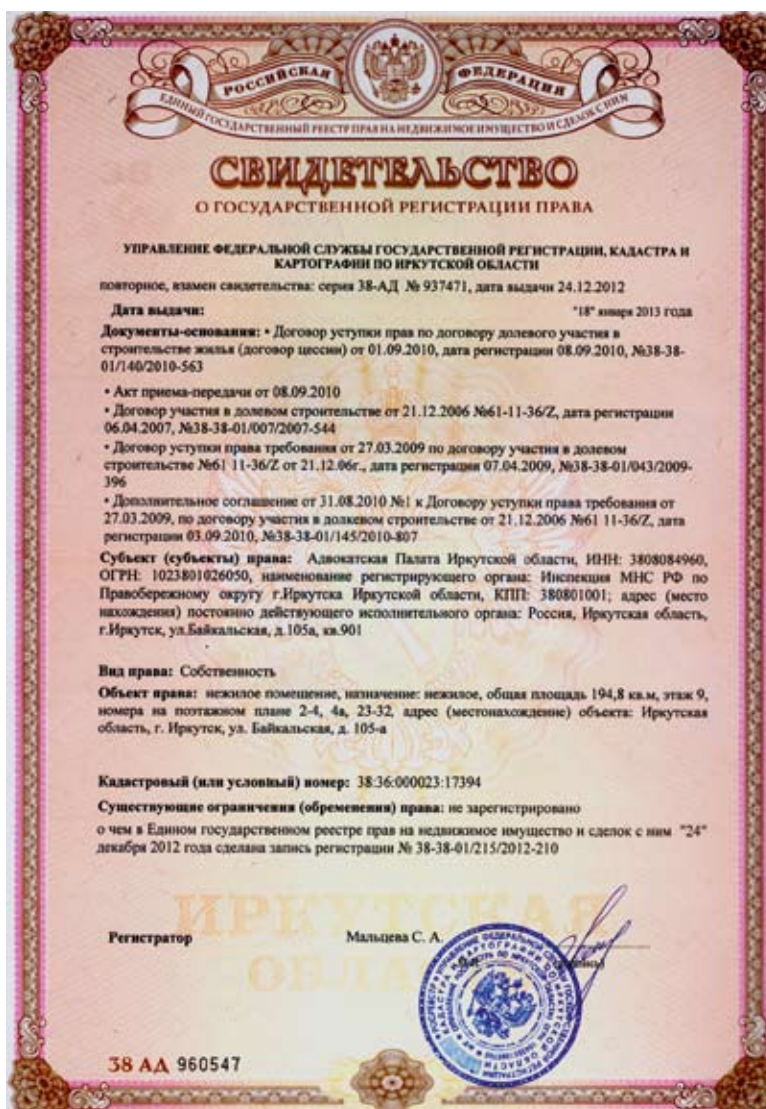 РОССИЙСКАЯ ФЕДЕРАЦИЯ
ЕДИНЫЙ ГОСУДАРСТВЕННЫЙ РЕЕСТР ПРАВ НА НЕДВИЖИМОЕ ИМУЩЕСТВО И СДЕЛОК С НИМ
СВИДЕТЕЛЬСТВО
О ГОСУДАРСТВЕННОЙ РЕГИСТРАЦИИ ПРАВА
УПРАВЛЕНИЕ ФЕДЕРАЛЬНОЙ СЛУЖБЫ ГОСУДАРСТВЕННОЙ РЕГИСТРАЦИИ, КАДАСТРА И
КАРТОГРАФИИ ПО ИРКУТСКОЙ ОБЛАСТИ
повторное, взамен свидетельства: серия 38-АД № 937471, дата выдачи 24.12.2012
Дата выдачи: "18" января 2013 года
Документы-основания: • Договор уступки прав по договору долевого участия в
строительстве жилья (договор цессии) от 01.09.2010, дата регистрации 08.09.2010, №38-38-
01/140/2010-563
• Акт приема-передачи от 08.09.2010
• Договор участия в долевом строительстве от 21.12.2006 №61-11-36/Z, дата регистрации
06.04.2007, №38-38-01/007/2007-544
• Договор уступки права требования от 27.03.2009 по договору участия в долевом
строительстве №61 11-36/Z от 21.12.06г., дата регистрации 07.04.2009, №38-38-01/043/2009-
396
• Дополнительное соглашение от 31.08.2010 №1 к Договору уступки права требования от
27.03.2009, по договору участия в долевом строительстве от 21.12.2006 №61 11-36/Z, дата
регистрации 03.09.2010, №38-38-01/145/2010-807
Субъект (субъекты) права: Адвокатская Палата Иркутской области, ИНН: 3808084960,
ОГРН: 1023801026050, наименование регистрирующего органа: Инспекция МНС РФ по
Правобережному округу г.Иркутска Иркутской области, КПП: 380801001; адрес (место
нахождения) постоянно действующего исполнительного органа: Россия, Иркутская область,
г.Иркутск, ул.Байкальская, д.105а, кв.901
Вид права: Собственность
Объект права: нежилое помещение, назначение: нежилое, общая площадь 194,8 кв.м, этаж 9,
номера на поэтажном плане 2-4, 4а, 23-32, адрес (местонахождение) объекта: Иркутская
область, г. Иркутск, ул. Байкальская, д. 105-а
Кадастровый (или условный) номер: 38:36:000023:17394
Существующие ограничения (обременения) права: не зарегистрировано
о чем в Едином государственном реестре прав на недвижимое имущество и сделок с ним "24"
декабря 2012 года сделана запись регистрации № 38-38-01/215/2012-210
ИРКУТСКАЯ
ОБЛАСТЬ
Регистратор Мальцева С. А.
38 АД 960547